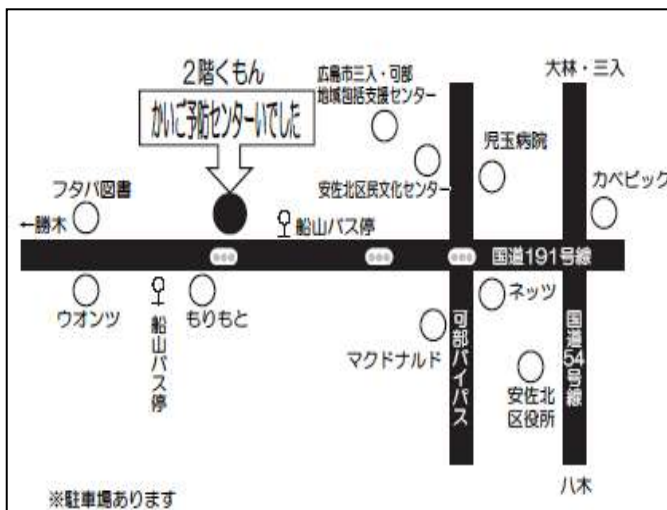 2階くもん
かいご予防センターいでした
広島市三入・可部
地域包括支援センター
大林・三入
児玉病院
安佐北区民文化センター
カベピック
フタバ図書
←勝木
船山バス停
国道191号線
ウオンツ
船山バス停
もりもと
ネッツ
マクドナルド
可部バイパス
国道54号線
安佐北
区役所
八木
※駐車場あります